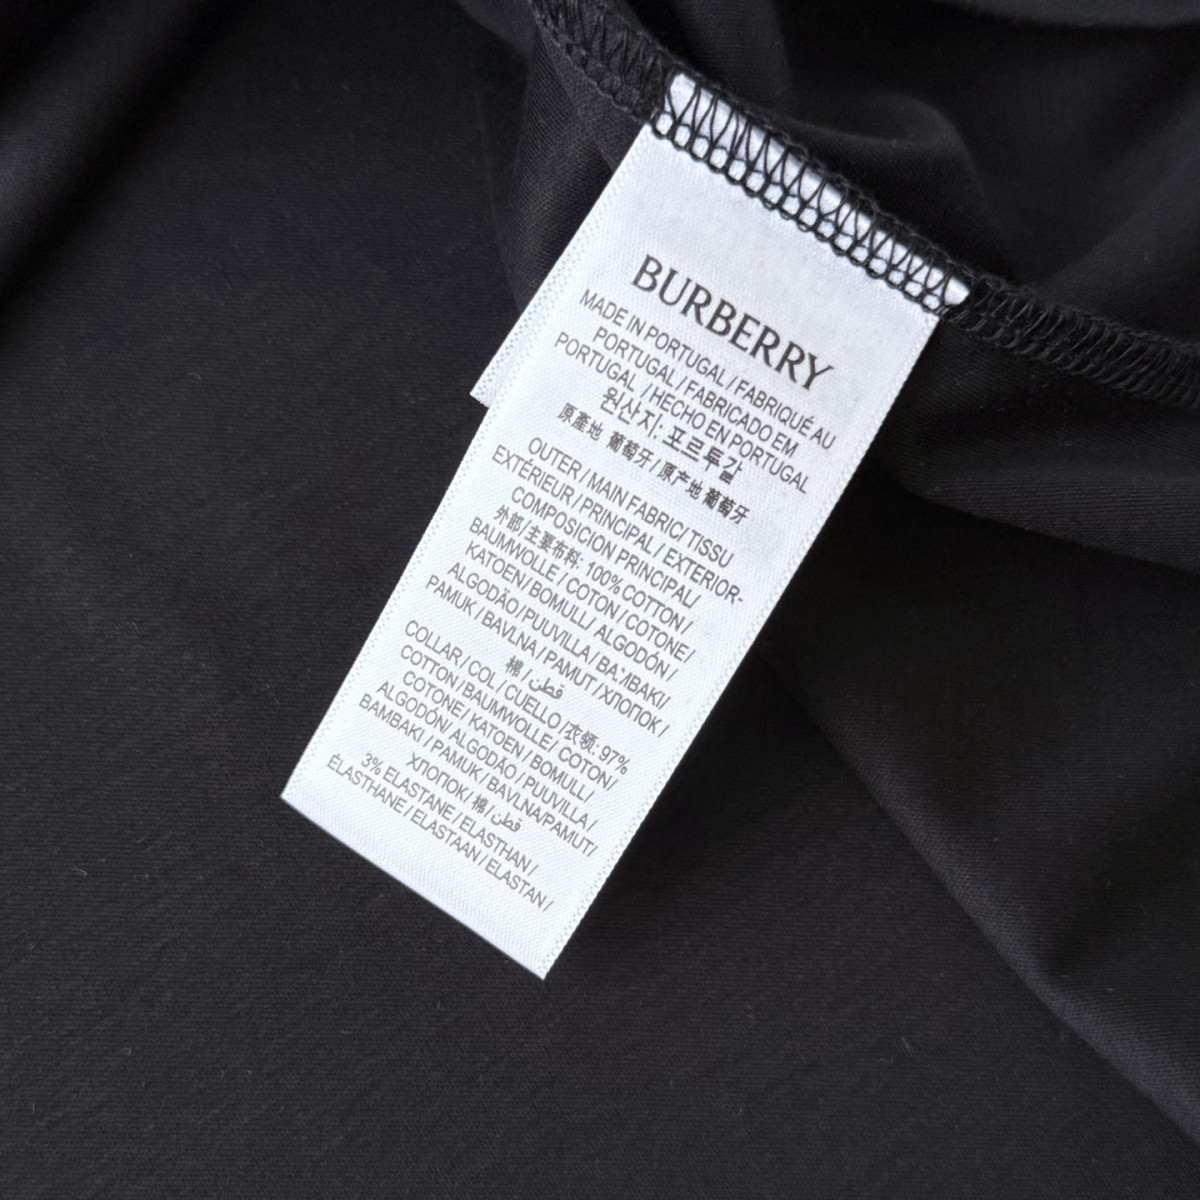 BURBERRY
MADE IN PORTUGAL / FABRIQUÉ AU
PORTUGAL / FABRICADO EM
PORTUGAL / HECHO EN PORTUGAL
원산지: 포르투갈
原產地 葡萄牙 / 原产地 葡萄牙
OUTER / MAIN FABRIC / TISSU
EXTÉRIEUR / PRINCIPAL / EXTERIOR-
COMPOSICION PRINCIPAL/
外部/主要布料: 100% COTTON /
BAUMWOLLE / COTON / COTONE /
KATOEN / BOMULL / ALGODÓN /
ALGODÃO / PUUVILLA / BAMBAKI/
PAMUK / BAVLNA / PAMUT / ХЛОПОК /
棉 / قطن
COLLAR / COL / CUELLO /衣领: 97%
COTTON / BAUMWOLLE / COTON /
COTONE / KATOEN / BOMULL /
ALGODÓN / ALGODÃO / PUUVILLA /
BAMBAKI / PAMUK / BAVLNA/PAMUT/
ХЛОПОК / 棉 / قطن
3% ELASTANE / ELASTHAN /
ÉLASTHANE / ELASTAAN / ELASTAN /